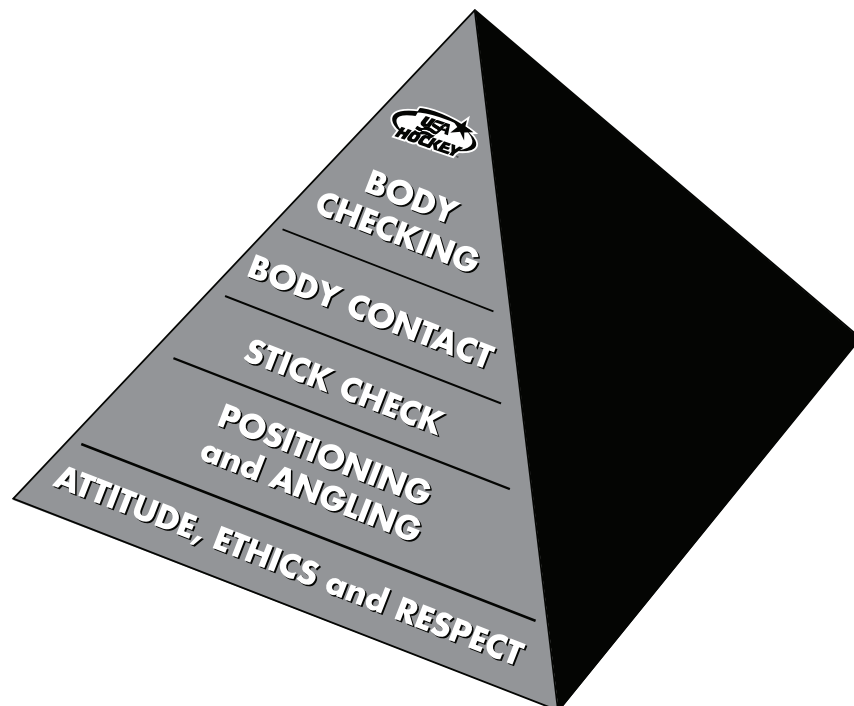 USA
HOCKEY
BODY
CHECKING
BODY CONTACT
STICK CHECK
POSITIONING
and ANGLING
ATTITUDE, ETHICS and RESPECT